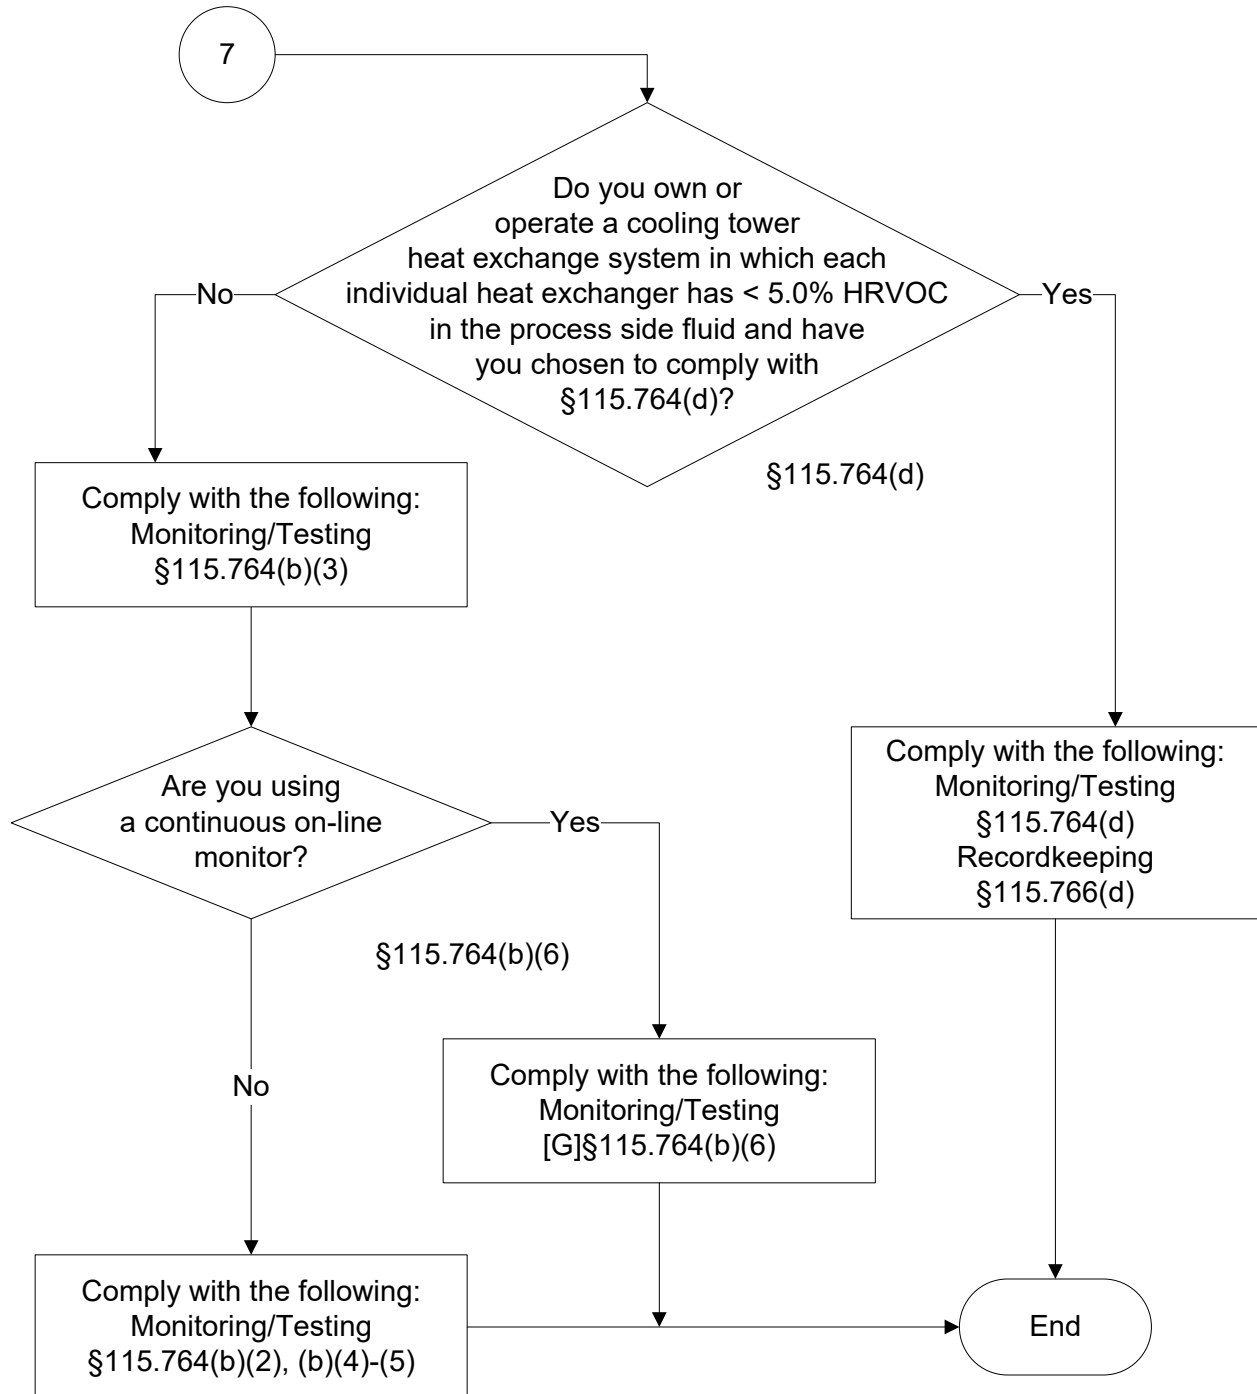 7
Do you own or
operate a cooling tower
heat exchange system in which each
individual heat exchanger has < 5.0% HRVOC
in the process side fluid and have
you chosen to comply with
§115.764(d)?
No
Yes
§115.764(d)
Comply with the following:
Monitoring/Testing
§115.764(b)(3)
Are you using
a continuous on-line
monitor?
Yes
Comply with the following:
Monitoring/Testing
§115.764(d)
Recordkeeping
§115.766(d)
§115.764(b)(6)
No
Comply with the following:
Monitoring/Testing
[G]§115.764(b)(6)
Comply with the following:
Monitoring/Testing
§115.764(b)(2), (b)(4)-(5)
End